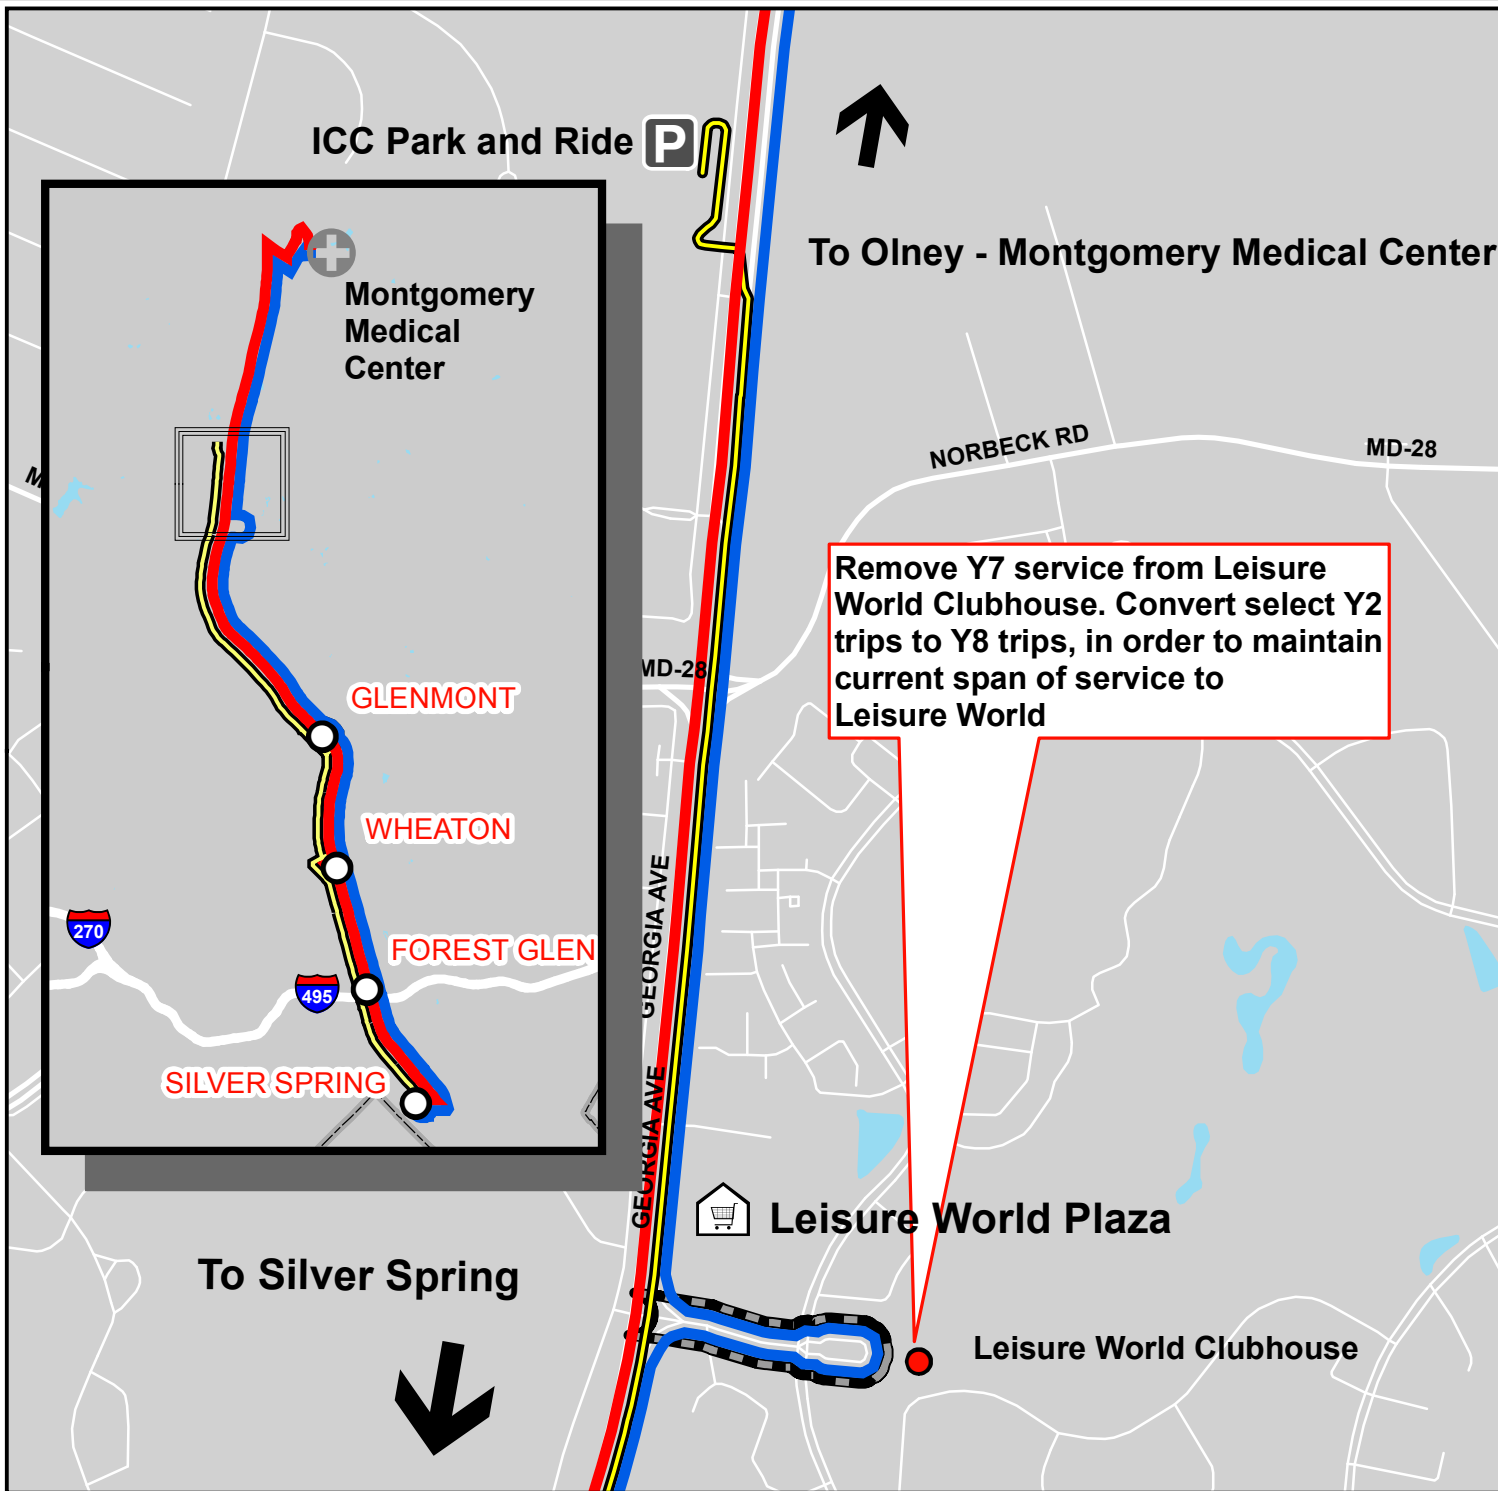 ICC Park and Ride P
To Olney - Montgomery Medical Center
Montgomery
Medical
Center
NORBECK RD
MD-28
M
Remove Y7 service from Leisure
World Clubhouse. Convert select Y2
trips to Y8 trips, in order to maintain
current span of service to
Leisure World
MD-28
GLENMONT
WHEATON
GEORGIA AVE
270
FOREST GLEN
495
SILVER SPRING
GEORGIA AVE
Leisure World Plaza
To Silver Spring
Leisure World Clubhouse